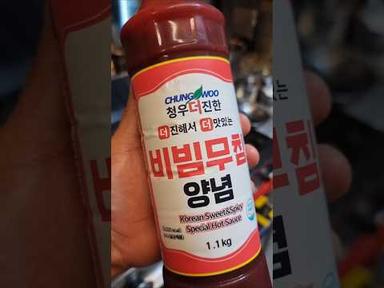 CHUNGWOO
청우더진한
더 진해서 더 맛있는
비빔무침
양념
Korean Sweet&Spicy
Special Hot Sauce
1.1kg